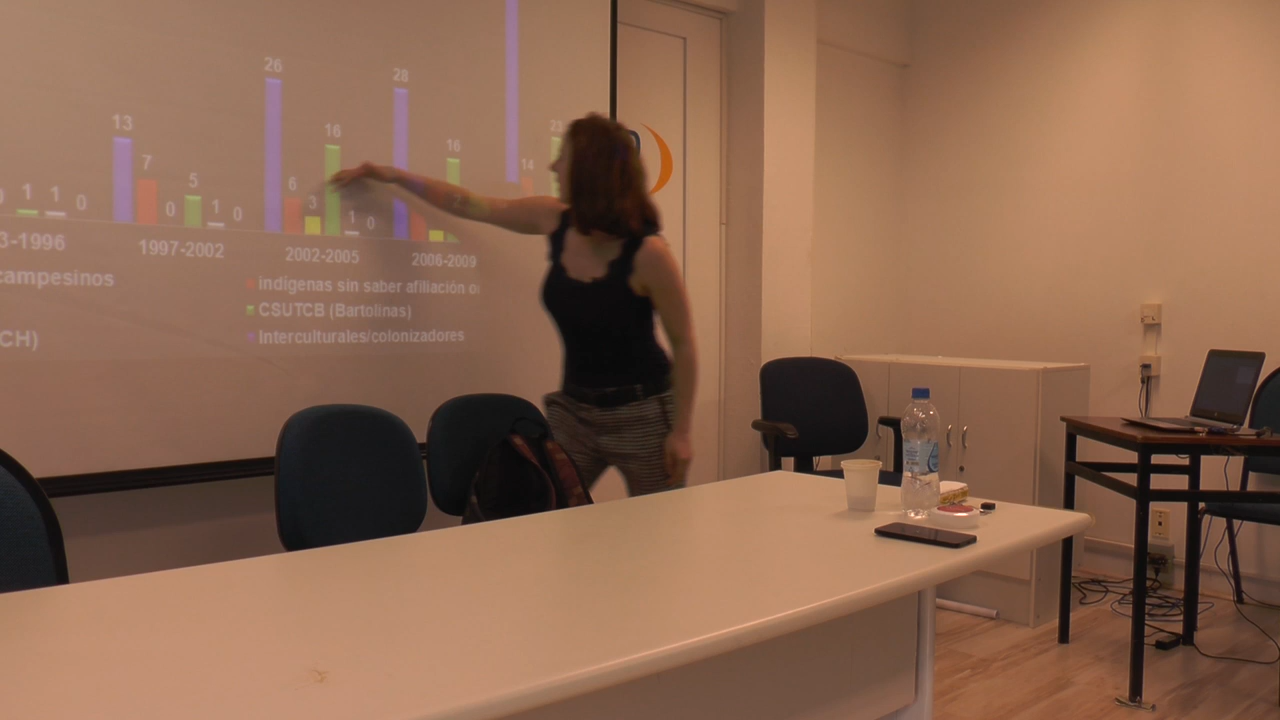 26
28
13
16
16
21
7
14
6
5
3
1 1 0
0
1 0
1 0
3-1996 1997-2002 2002-2005 2006-2009
campesinos
indígenas sin saber afiliación
CSUTCB (Bartolinas)
CH)
Interculturales/colonizadores